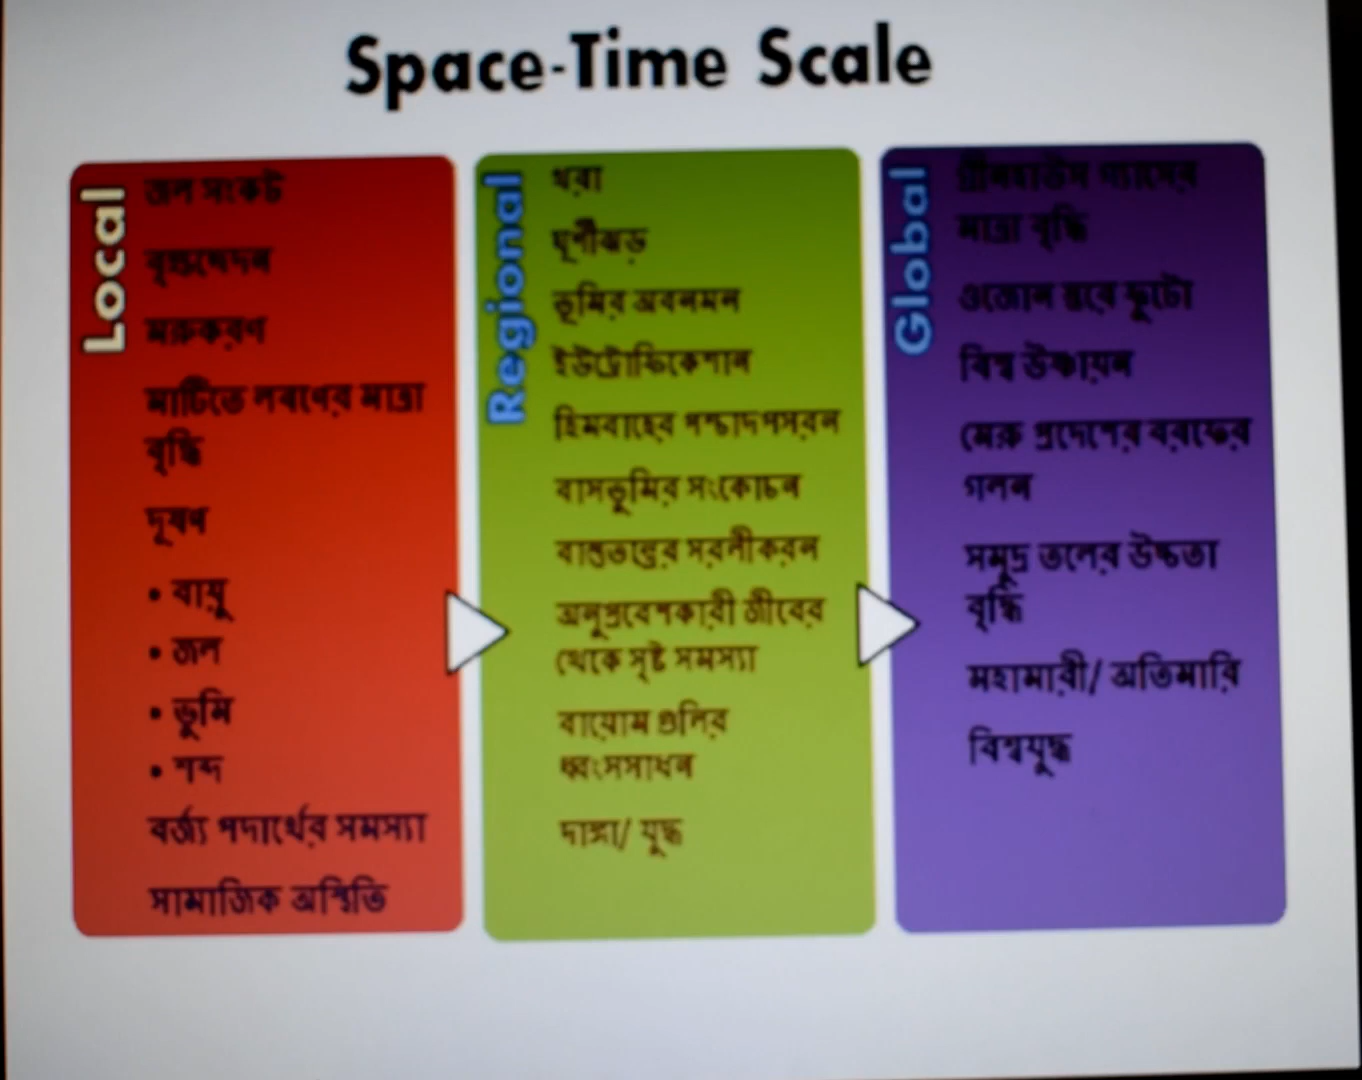 Space-Time Scale
Local
জল সংকট
বৃক্ষচ্ছেদন
মরুকরণ
মাটিতে লবণের মাত্রা
বৃদ্ধি
দূষণ
• বায়ু
• জল
• ভূমি
• শব্দ
বর্জ্য পদার্থের সমস্যা
সামাজিক অস্থিতি
Regional
খরা
ঘূর্ণীঝড়
ভূমির অবনমন
ইউট্রোফিকেশান
হিমবাহের পশ্চাদপসরন
বাসভূমির সংকোচন
বাস্তুতন্ত্রের সরলীকরন
অনুপ্রবেশকারী জীবের
থেকে সৃষ্ট সমস্যা
বায়োম গুলির
ধ্বংসসাধন
দাঙ্গা/ যুদ্ধ
Global
গ্রীনহাউস গ্যাসের
মাত্রা বৃদ্ধি
ওজোন স্তরে ফুটো
বিশ্ব উষ্ণায়ন
মেরু প্রদেশের বরফের
গলন
সমুদ্র তলের উচ্চতা
বৃদ্ধি
মহামারী/ অতিমারি
বিশ্বযুদ্ধ